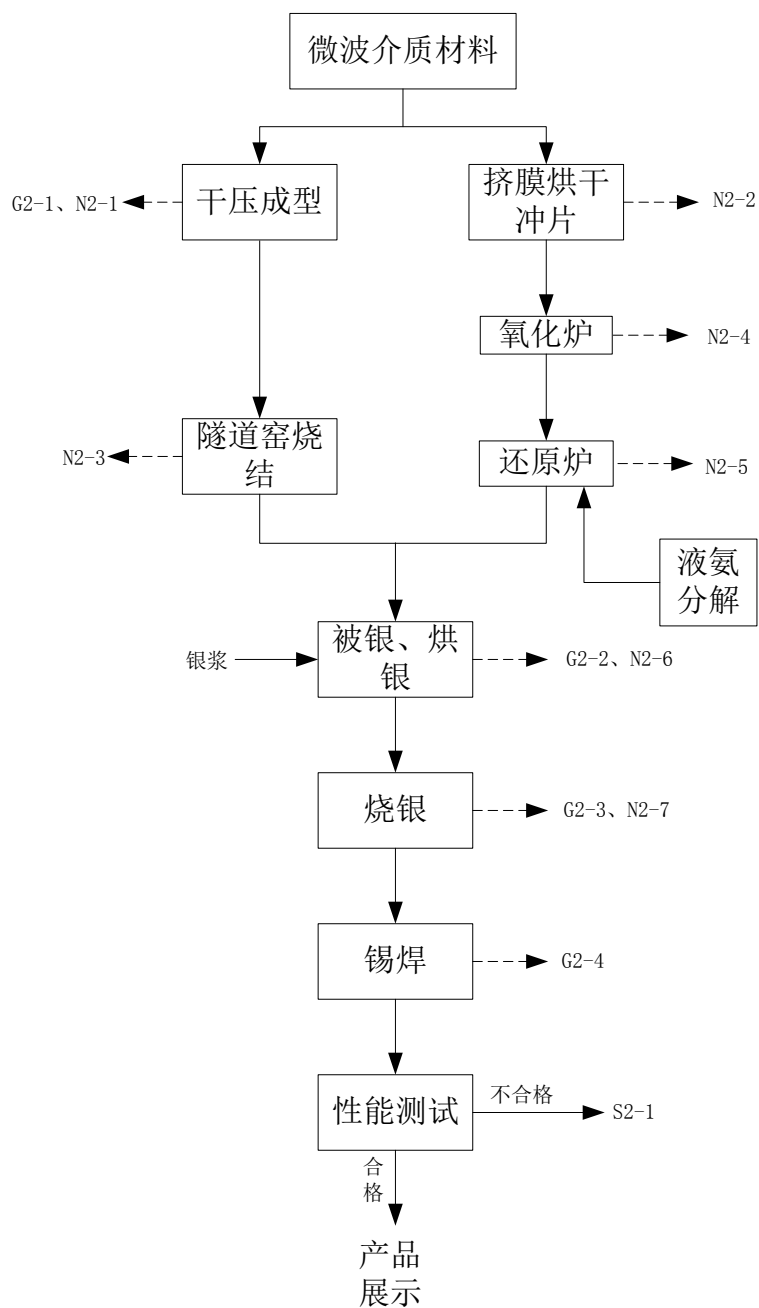 微波介质材料
G2-1、N2-1
干压成型
挤膜烘干
冲片
N2-2
氧化炉
N2-4
N2-3
隧道窑烧
结
还原炉
N2-5
液氨
分解
银浆
被银、烘
银
G2-2、N2-6
烧银
G2-3、N2-7
锡焊
G2-4
性能测试
不合格
S2-1
合
格
产品
展示